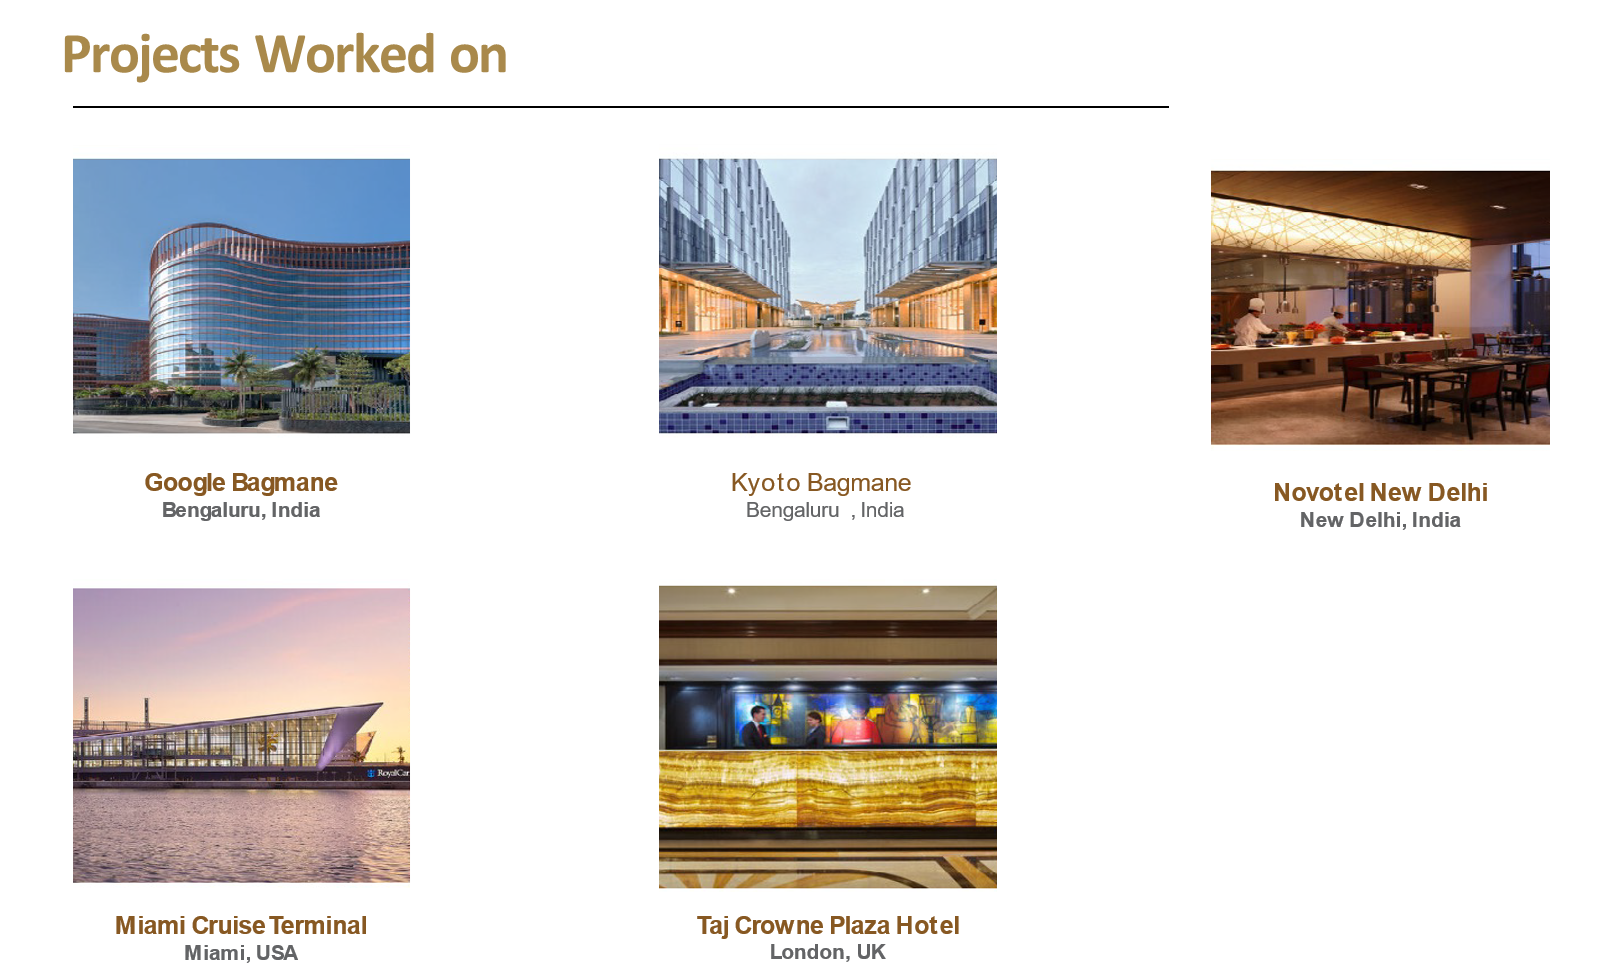 Projects Worked on
Google Bagmane
Bengaluru, India
Kyoto Bagmane
Bengaluru , India
Novotel New Delhi
New Delhi, India
RoyalCar
Miami Cruise Terminal
Miami, USA
Taj Crowne Plaza Hotel
London, UK